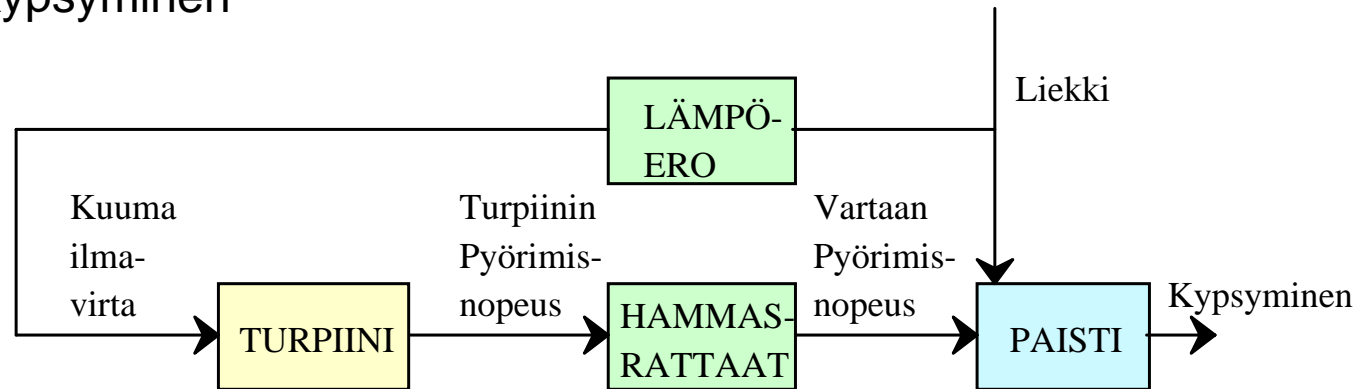 kypsyminen
Liekki
LÄMPÖ-
ERO
Kuuma
ilma-
virta
Turpiinin
Pyörimis-
nopeus
Vartaan
Pyörimis-
nopeus
Kypsyminen
TURPIINI
HAMMAS-
RATTAAT
PAISTI